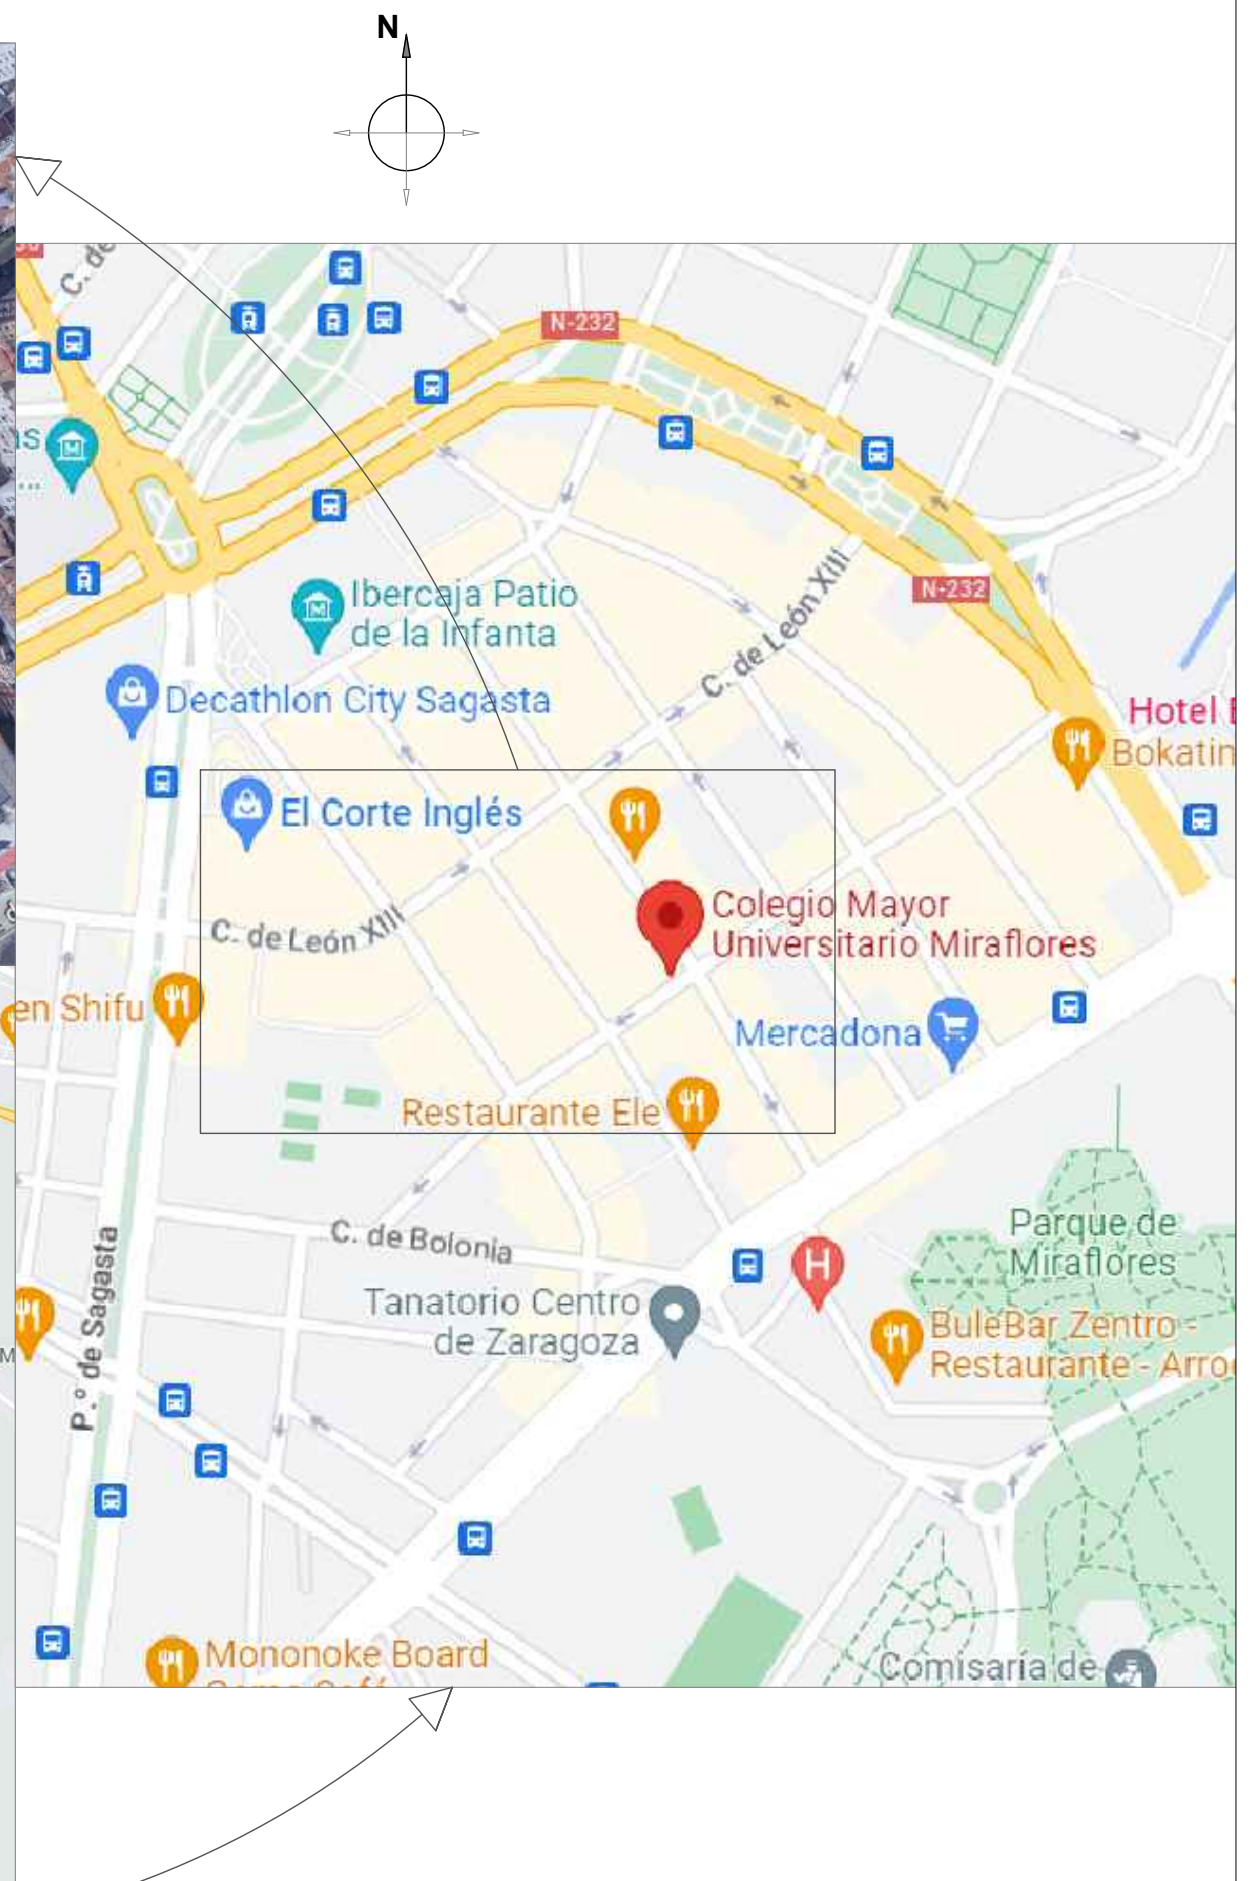 N
C. de
N-232
as
...
Ibercaja Patio
de la Infanta
C. de León XIII
N-232
Decathlon City Sagasta
Hotel
Bokatin
El Corte Inglés
C. de León XIII
Colegio Mayor
Universitario Miraflores
en Shifu
Mercadona
Restaurante Ele
C. de Bolonia
Parque de
Miraflores
P.º de Sagasta
H
Tanatorio Centro
de Zaragoza
BuleBar Zentro -
Restaurante - Arro
M
Mononoke Board
Comisaría de